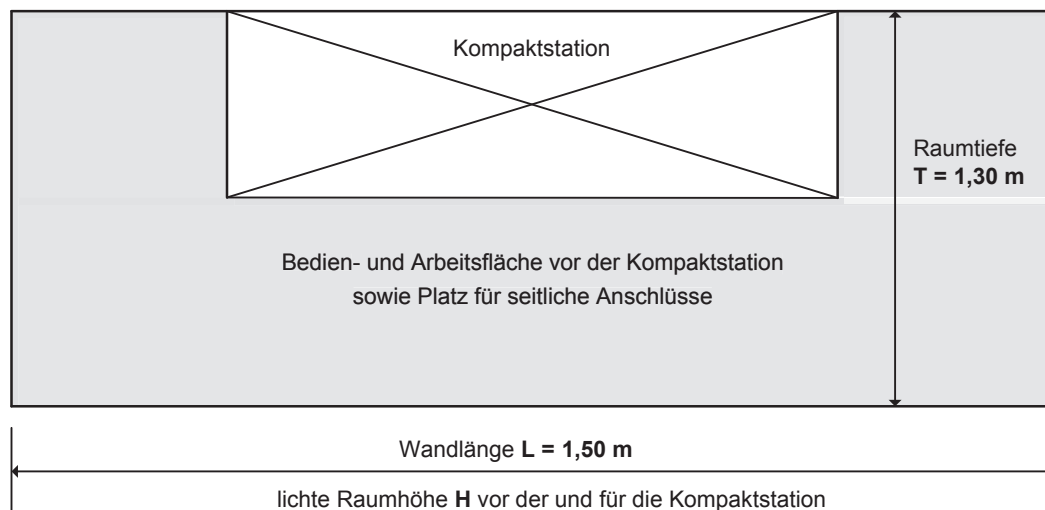 Kompaktstation
Raumtiefe
T = 1,30 m
Bedien- und Arbeitsfläche vor der Kompaktstation
sowie Platz für seitliche Anschlüsse
Wandlänge L = 1,50 m
lichte Raumhöhe H vor der und für die Kompaktstation